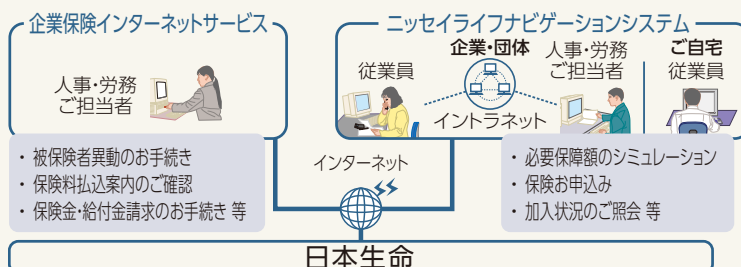 企業保険インターネットサービス
人事・労務
ご担当者
・ 被保険者異動のお手続き
・ 保険料払込案内のご確認
・ 保険金・給付金請求のお手続き 等
ニッセイライフナビゲーションシステム
従業員
企業・団体
イントラネット
人事・労務
ご担当者
ご自宅
従業員
・ 必要保障額のシミュレーション
・ 保険お申込み
・ 加入状況のご照会 等
インターネット
日本生命